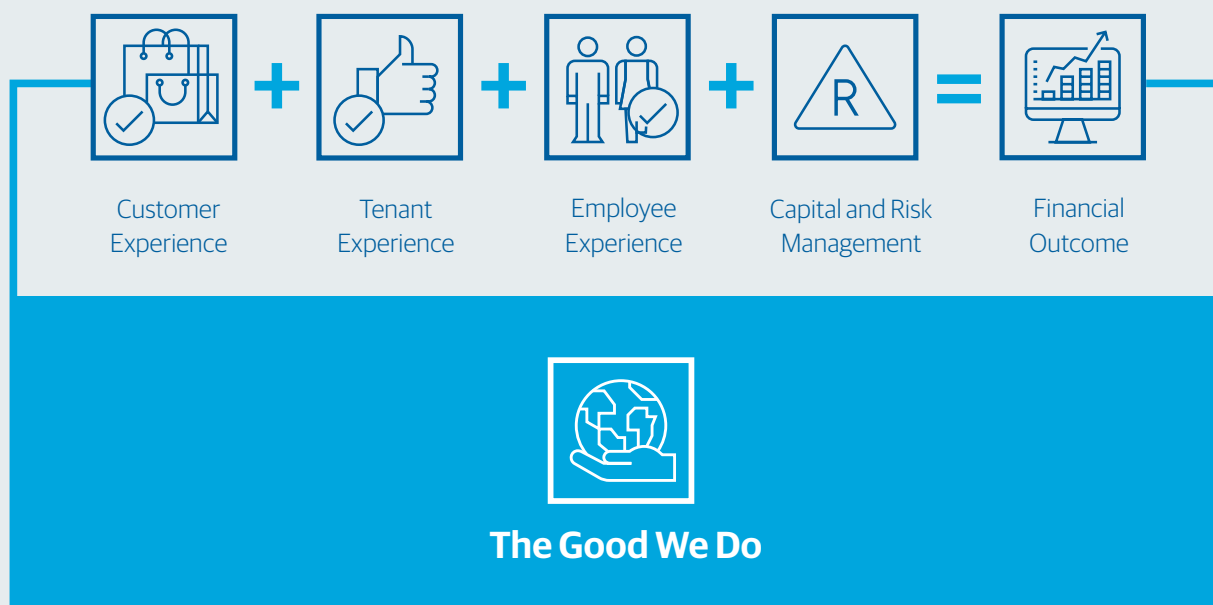 + + + R =
Customer Experience
Tenant Experience
Employee Experience
Capital and Risk Management
Financial Outcome
The Good We Do